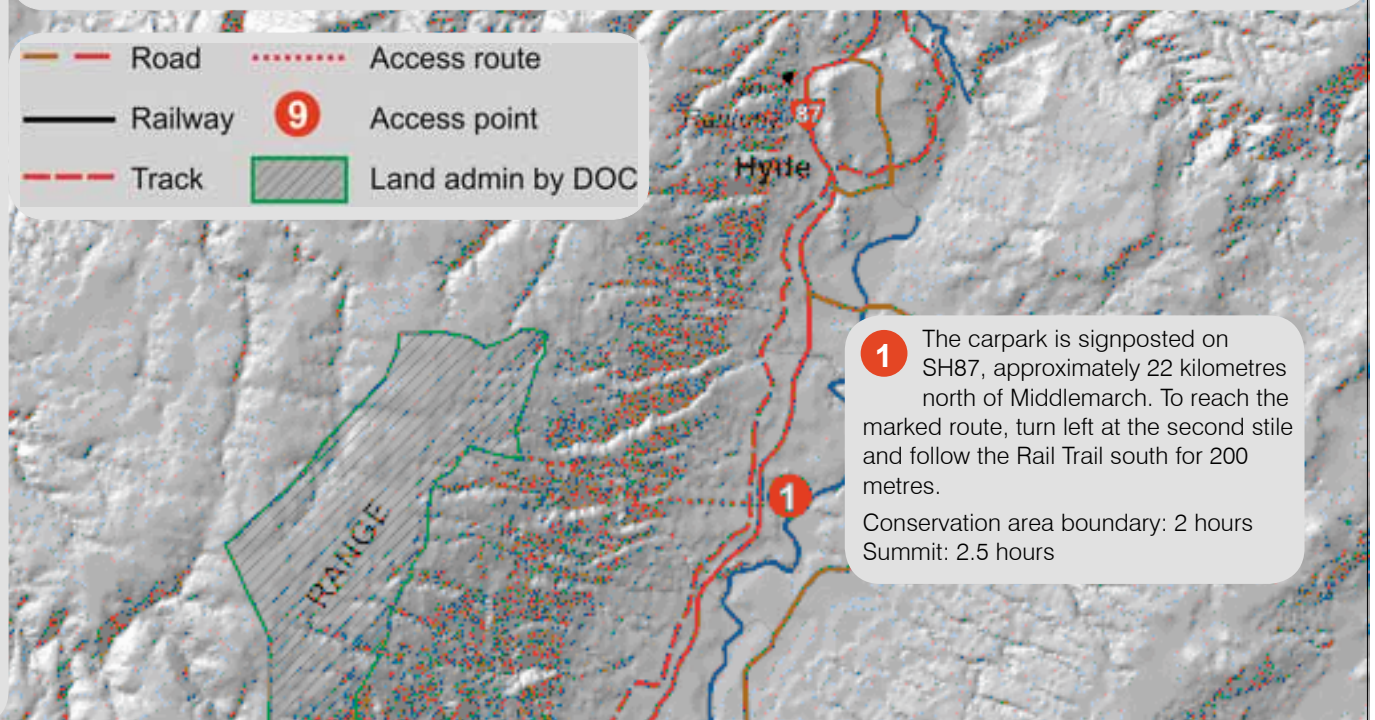 Road
Access route
Railway
9
Access point
Track
Land admin by DOC
87
Hyde
RANGE
1
1
The carpark is signposted on
SH87, approximately 22 kilometres
north of Middlemarch. To reach the
marked route, turn left at the second stile
and follow the Rail Trail south for 200
metres.
Conservation area boundary: 2 hours
Summit: 2.5 hours